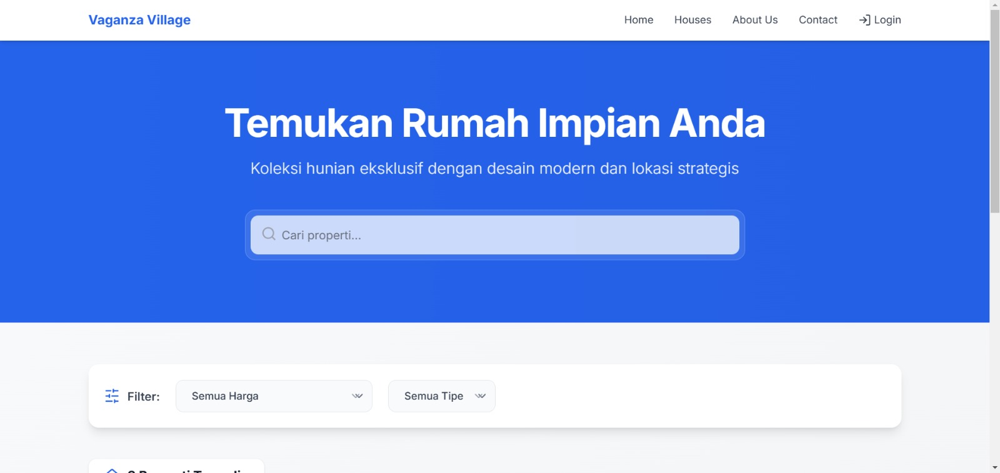 Vaganza Village
Home Houses About Us Contact Login
Temukan Rumah Impian Anda
Koleksi hunian eksklusif dengan desain modern dan lokasi strategis
Cari properti...
Filter: Semua Harga Semua Tipe